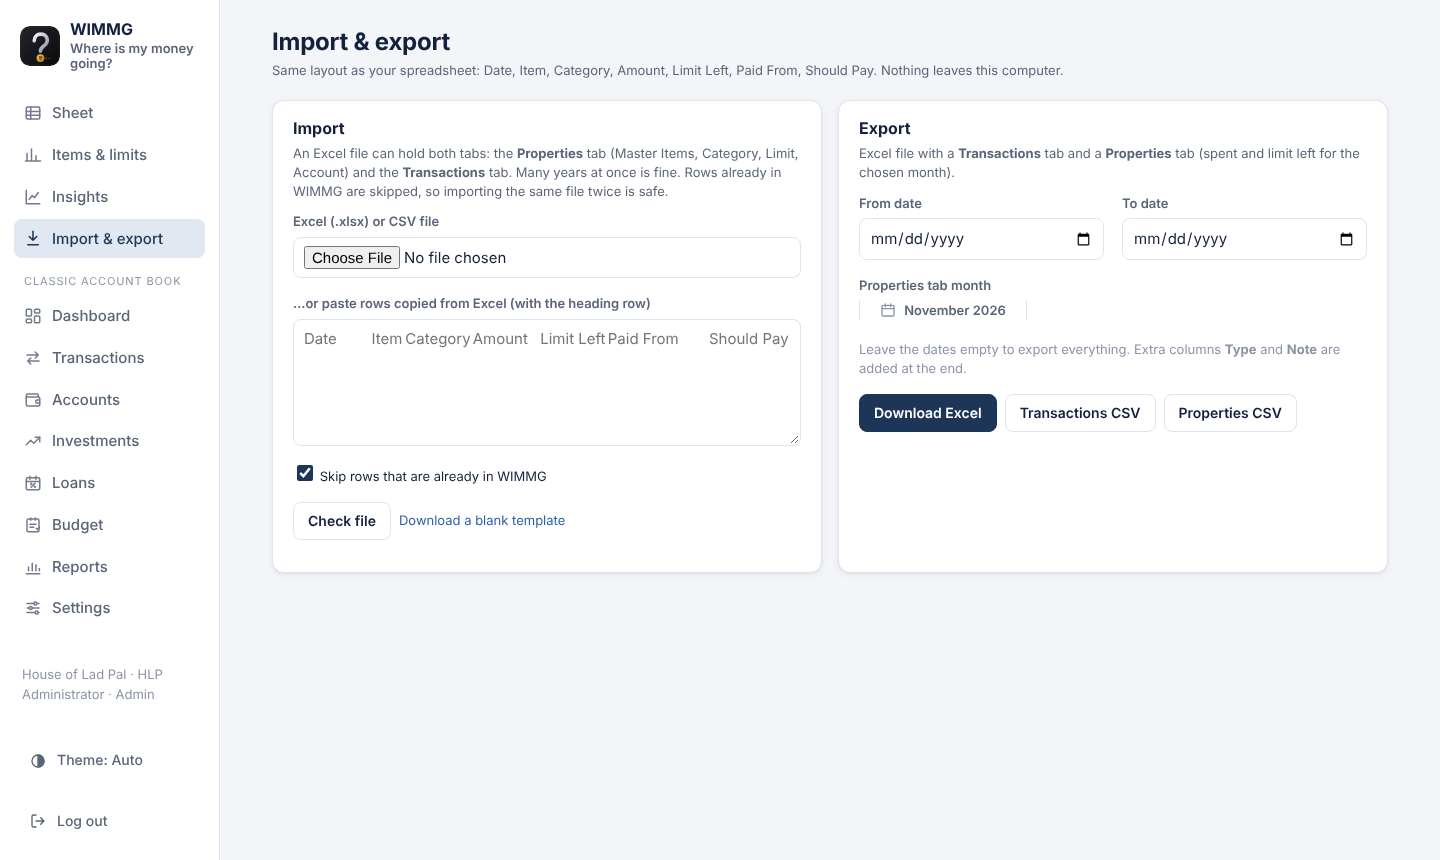 WIMMG
Where is my money
going?
Sheet
Items & limits
Insights
Import & export
CLASSIC ACCOUNT BOOK
Dashboard
Transactions
Accounts
Investments
Loans
Budget
Reports
Settings
House of Lad Pal · HLP
Administrator · Admin
Theme: Auto
Log out
Import & export
Same layout as your spreadsheet: Date, Item, Category, Amount, Limit Left, Paid From, Should Pay. Nothing leaves this computer.
Import
An Excel file can hold both tabs: the Properties tab (Master Items, Category, Limit,
Account) and the Transactions tab. Many years at once is fine. Rows already in
WIMMG are skipped, so importing the same file twice is safe.
Excel (.xlsx) or CSV file
Choose File No file chosen
...or paste rows copied from Excel (with the heading row)
Date Item Category Amount Limit Left Paid From Should Pay
Skip rows that are already in WIMMG
Check file Download a blank template
Export
Excel file with a Transactions tab and a Properties tab (spent and limit left for the
chosen month).
From date To date
mm/dd/yyyy mm/dd/yyyy
Properties tab month
November 2026
Leave the dates empty to export everything. Extra columns Type and Note are
added at the end.
Download Excel Transactions CSV Properties CSV